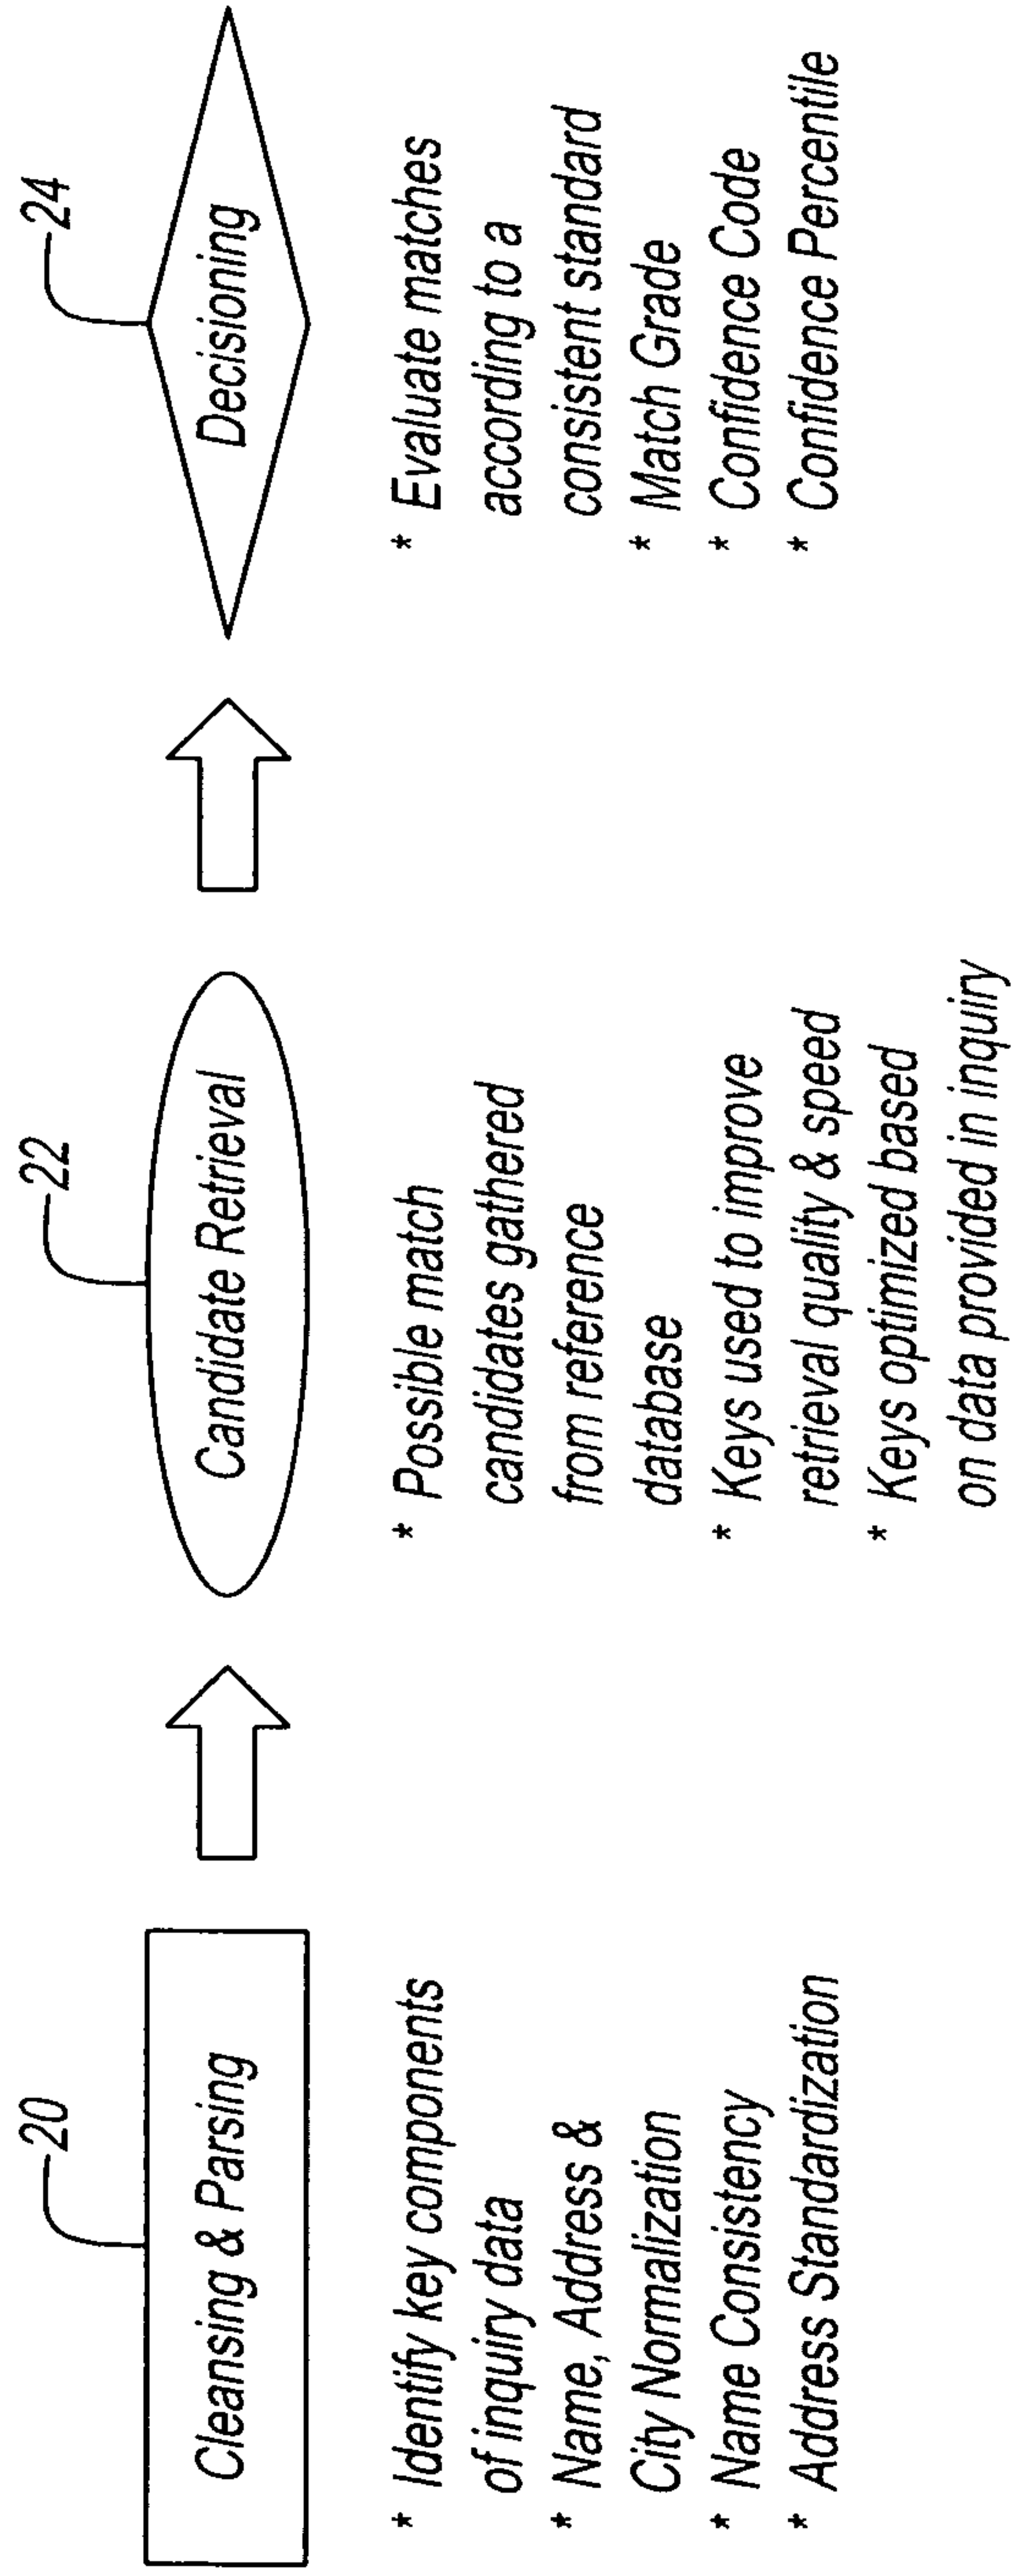 20
Cleansing & Parsing
* Identify key components
of inquiry data
* Name, Address &
City Normalization
* Name Consistency
* Address Standardization
22
Candidate Retrieval
* Possible match
candidates gathered
from reference
database
* Keys used to improve
retrieval quality & speed
* Keys optimized based
on data provided in inquiry
24
Decisioning
* Evaluate matches
according to a
consistent standard
* Match Grade
* Confidence Code
* Confidence Percentile